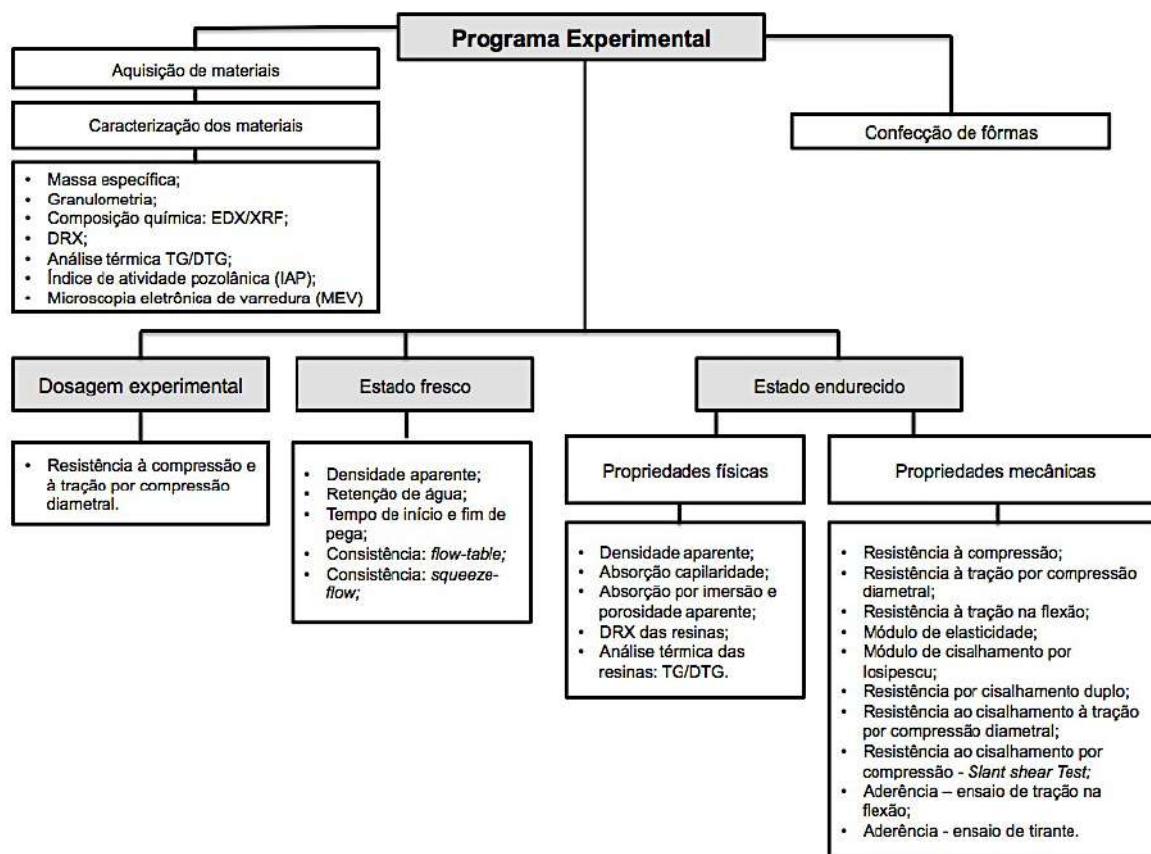 Programa Experimental
Aquisição de materiais
Caracterização dos materiais
• Massa específica;
• Granulometria;
• Composição química: EDX/XRF;
• DRX;
• Análise térmica TG/DTG;
• Índice de atividade pozolânica (IAP);
• Microscopia eletrônica de varredura (MEV)
Confecção de fôrmas
Dosagem experimental
• Resistência à compressão e
à tração por compressão
diametral.
Estado fresco
• Densidade aparente;
• Retenção de água;
• Tempo de início e fim de
pega;
• Consistência: flow-table;
• Consistência: squeeze-
flow;
Estado endurecido
Propriedades físicas
• Densidade aparente;
• Absorção capilaridade;
• Absorção por imersão e
porosidade aparente;
• DRX das resinas;
• Análise térmica das
resinas: TG/DTG.
Propriedades mecânicas
• Resistência à compressão;
• Resistência à tração por compressão
diametral;
• Resistência à tração na flexão;
• Módulo de elasticidade;
• Módulo de cisalhamento por
Iosipescu;
• Resistência por cisalhamento duplo;
• Resistência ao cisalhamento à tração
por compressão diametral;
• Resistência ao cisalhamento por
compressão - Slant shear Test;
• Aderência – ensaio de tração na
flexão;
• Aderência - ensaio de tirante.